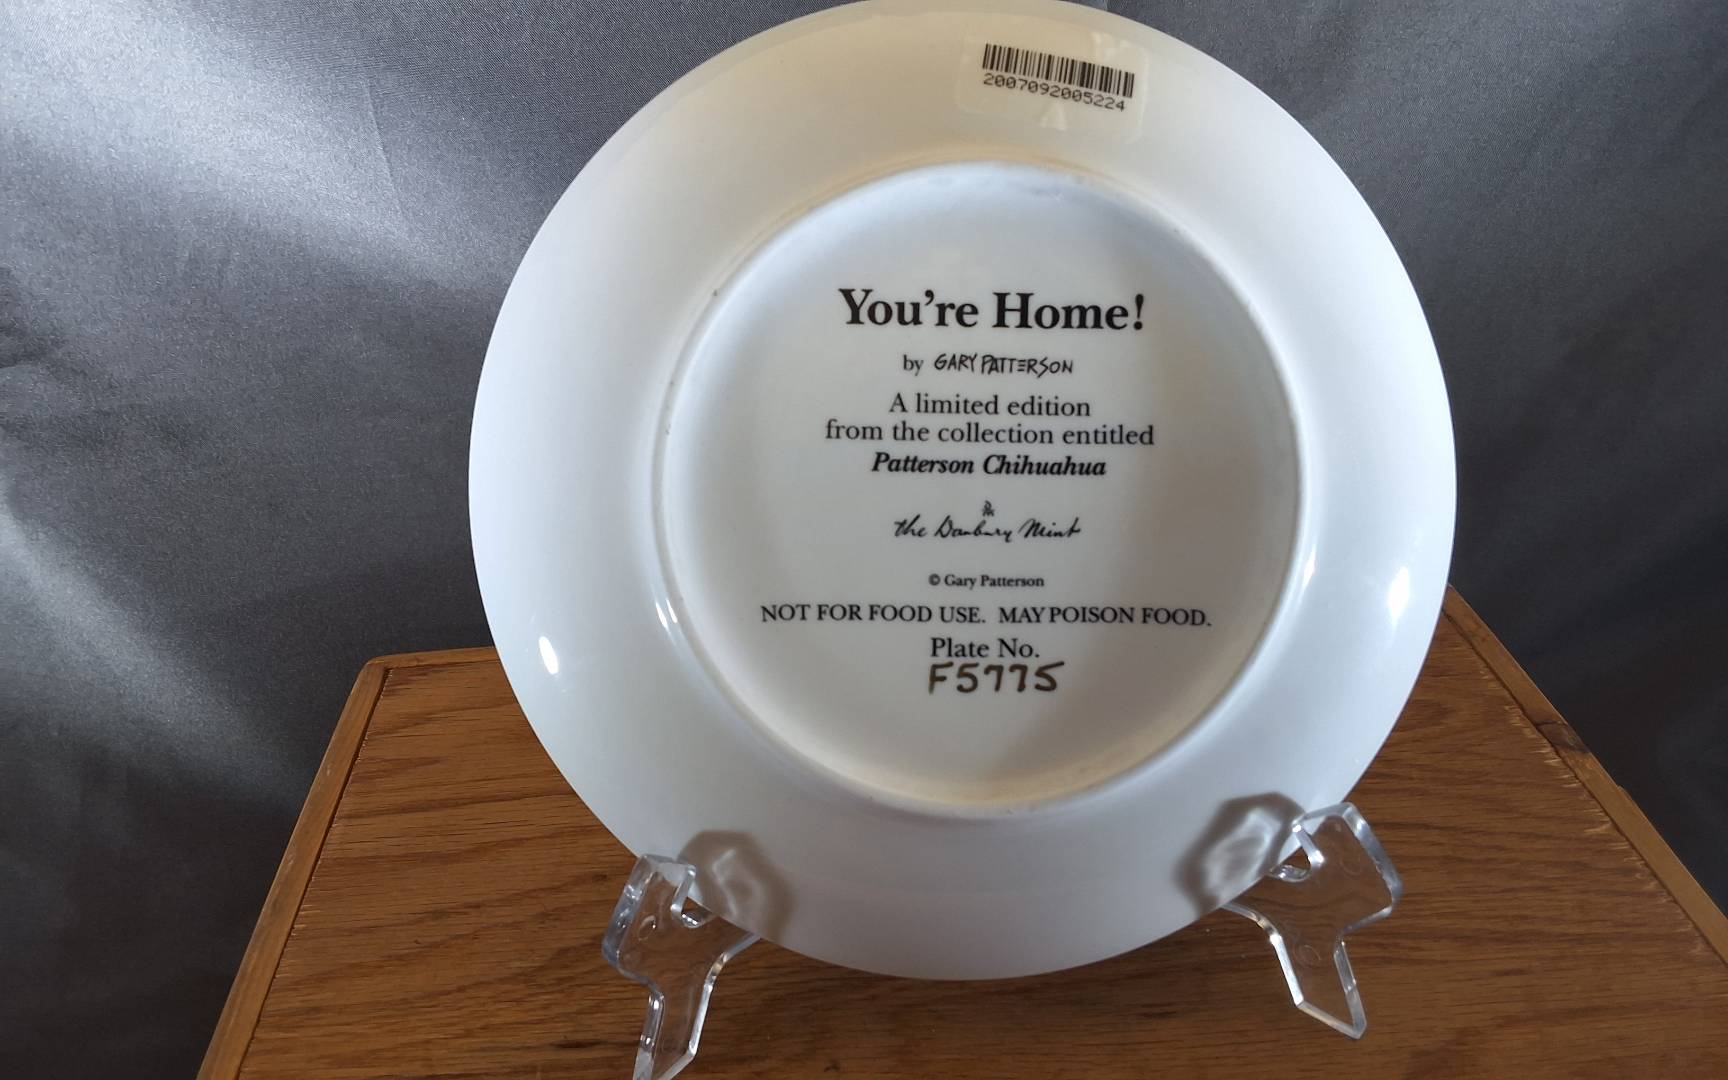 2007092005224
You're Home!
by GARY PATTERSON
A limited edition
from the collection entitled
Patterson Chihuahua
the Danbury Mint
© Gary Patterson
NOT FOR FOOD USE. MAY POISON FOOD.
Plate No.
F5775